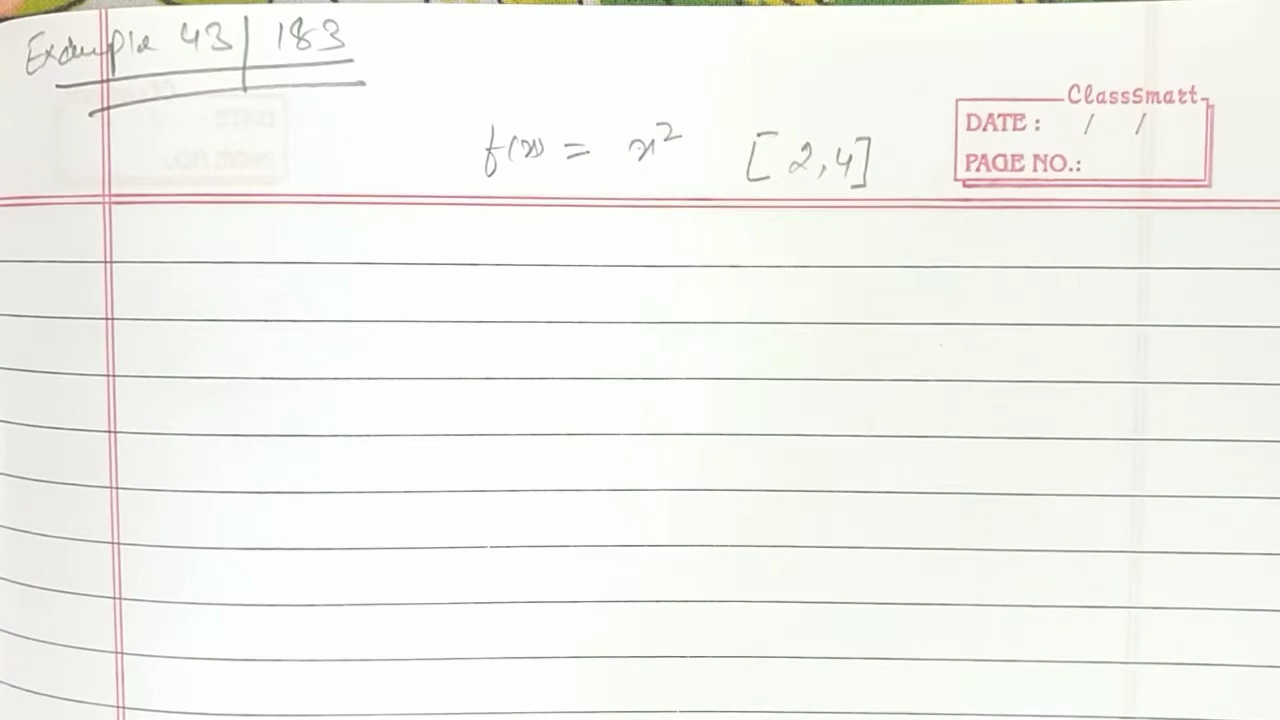 Example 43 | 183
ClassSmart
DATE : / /
f(x) = x² [2,4]
PAGE NO.: